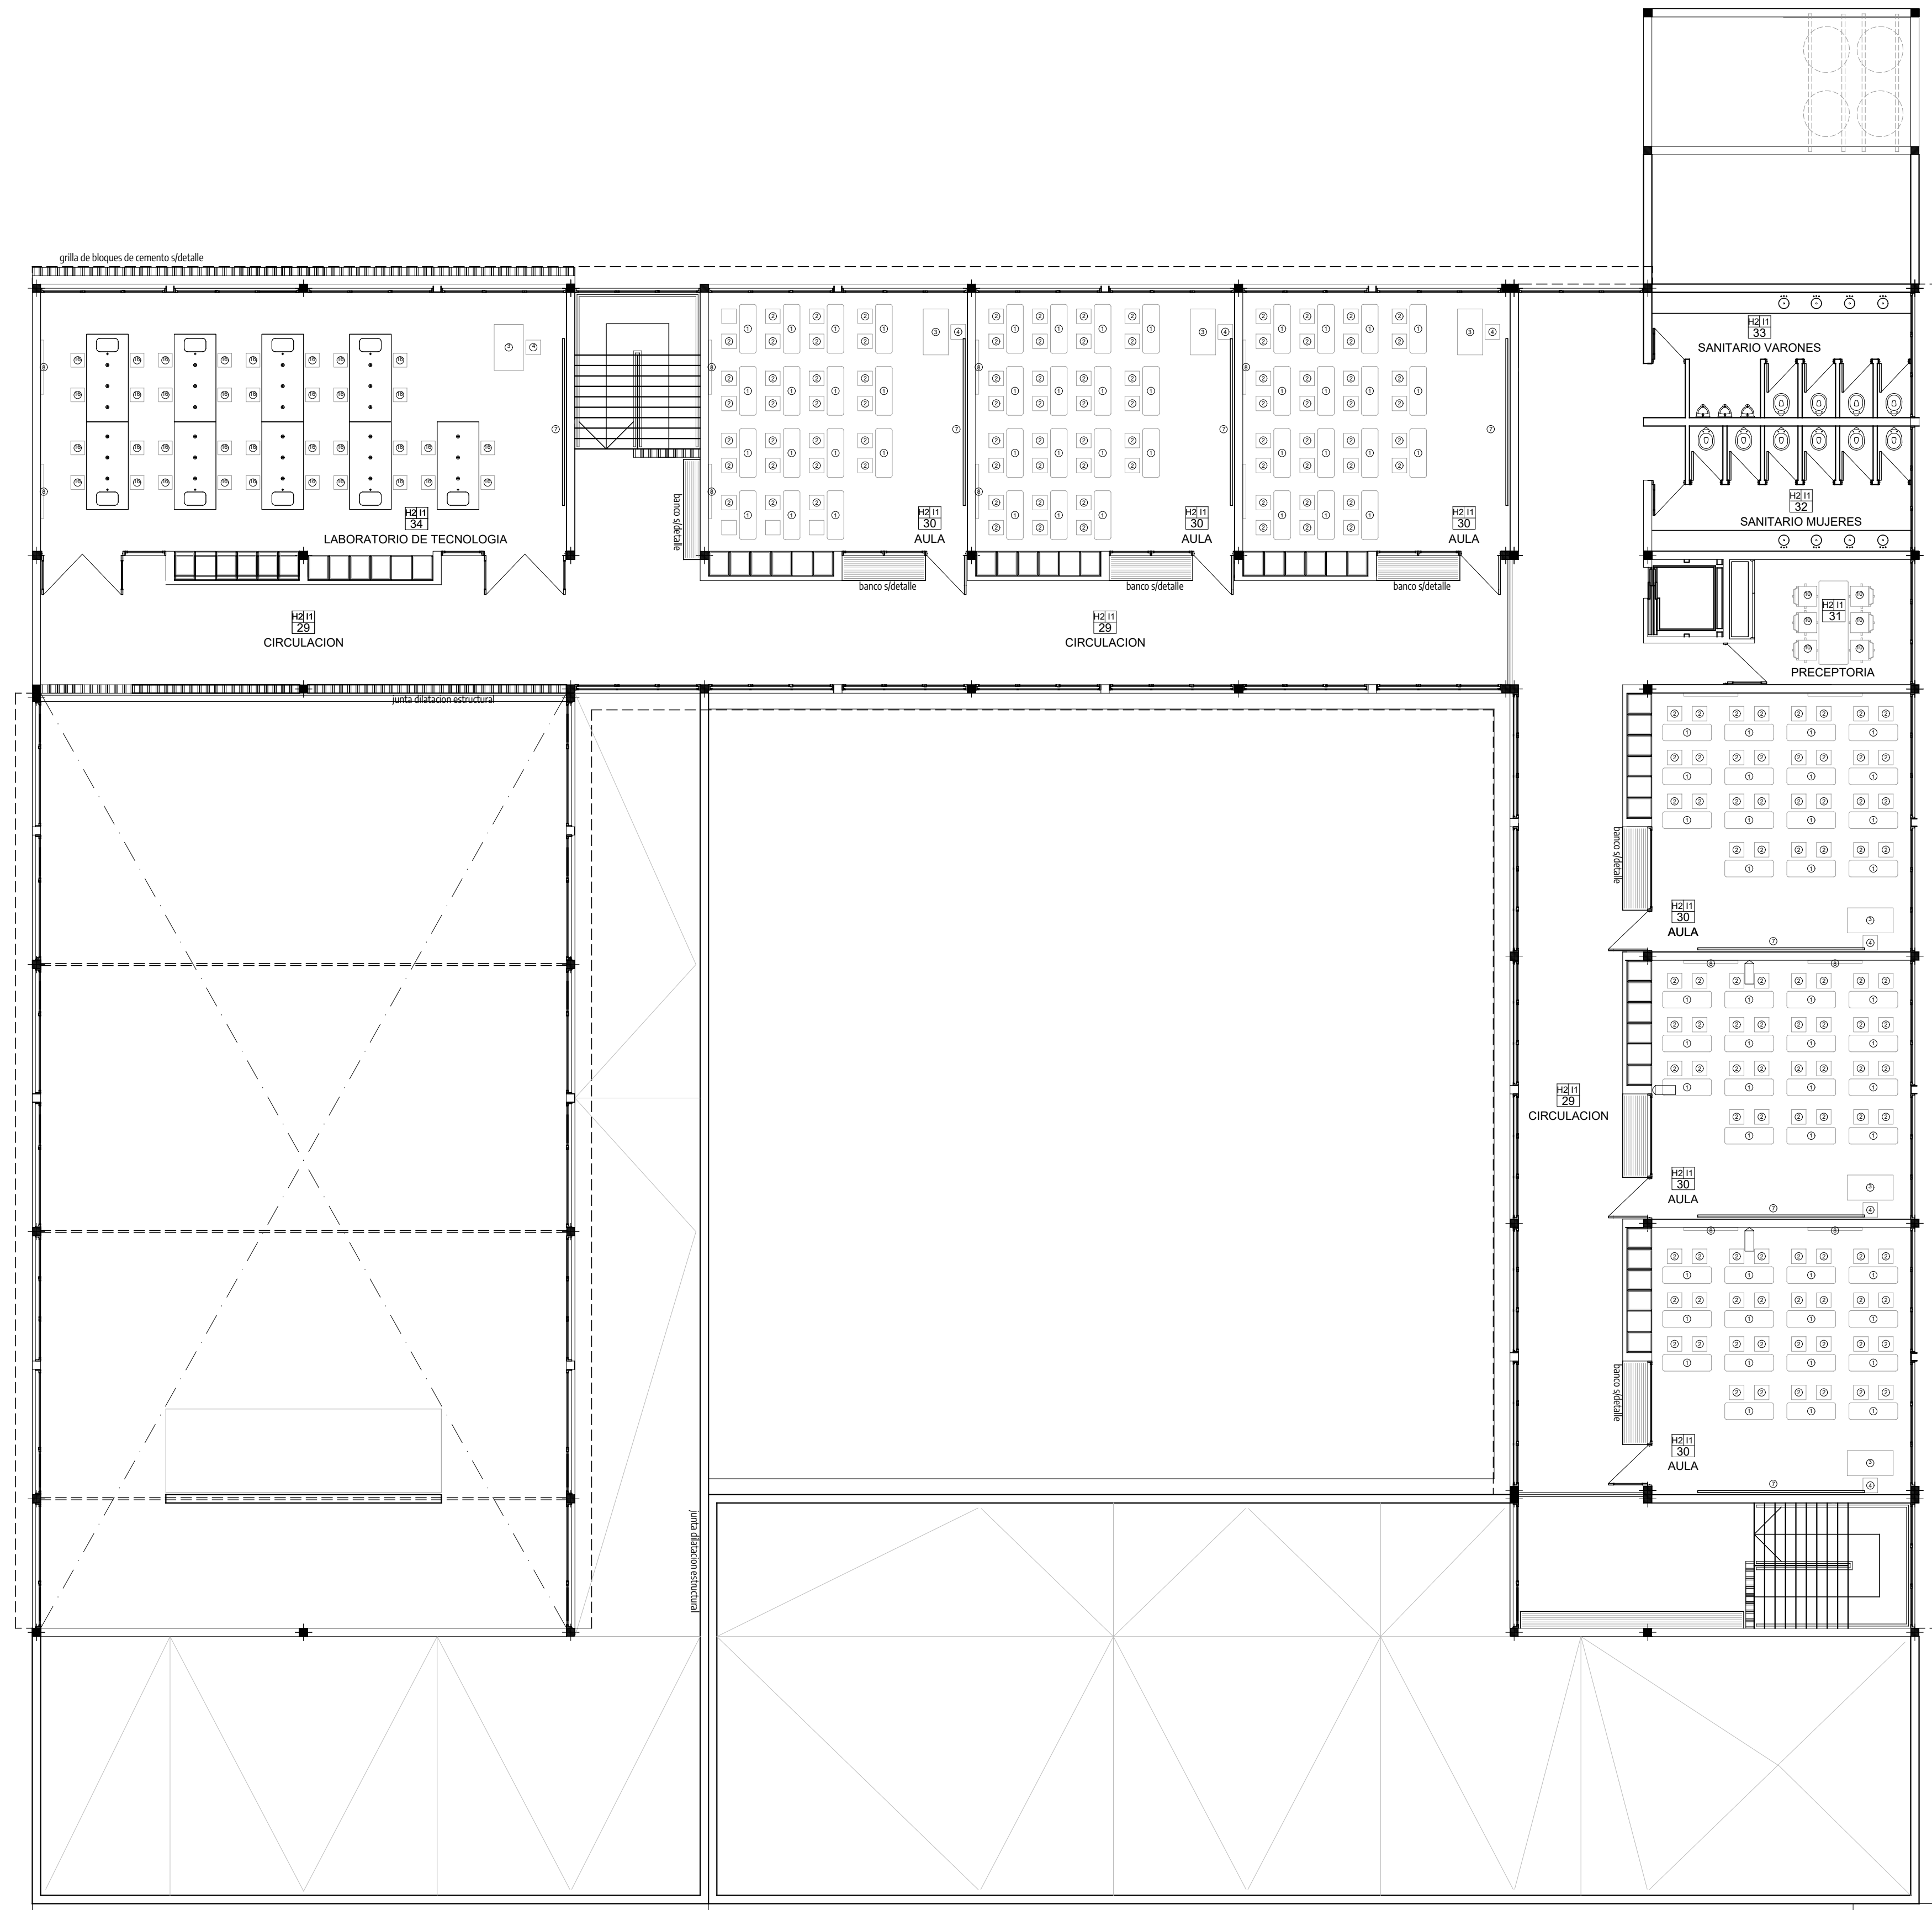 grilla de bloques de cemento s/detalle
H2 I1
33
SANITARIO VARONES
H2 I1
34
LABORATORIO DE TECNOLOGIA
banco s/detalle
H2 I1
30
AULA
H2 I1
30
AULA
H2 I1
30
AULA
H2 I1
32
SANITARIO MUJERES
banco s/detalle
banco s/detalle
banco s/detalle
H2 I1
29
CIRCULACION
H2 I1
29
CIRCULACION
H2 I1
31
PRECEPTORIA
junta dilatacion estructural
banco s/detalle
H2 I1
30
AULA
H2 I1
29
CIRCULACION
H2 I1
30
AULA
banco s/detalle
H2 I1
30
AULA
junta dilatacion estructural